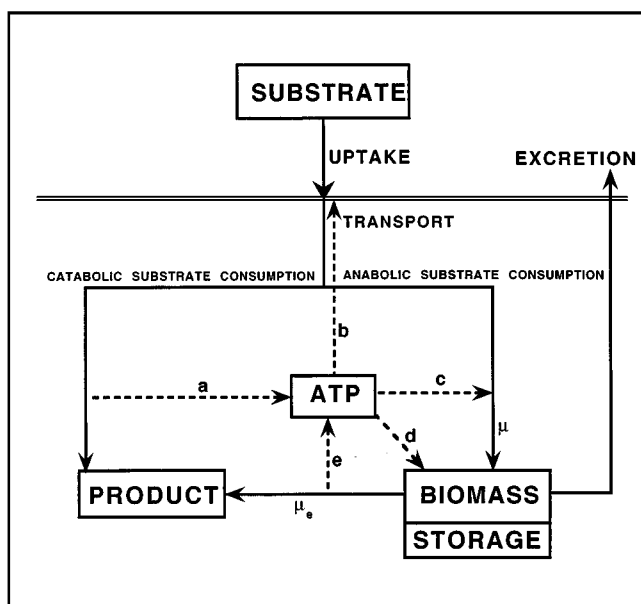 SUBSTRATE
UPTAKE
EXCRETION
TRANSPORT
CATABOLIC SUBSTRATE CONSUMPTION
ANABOLIC SUBSTRATE CONSUMPTION
b
a
ATP
c
d
μ
e
PRODUCT
BIOMASS
μe
STORAGE